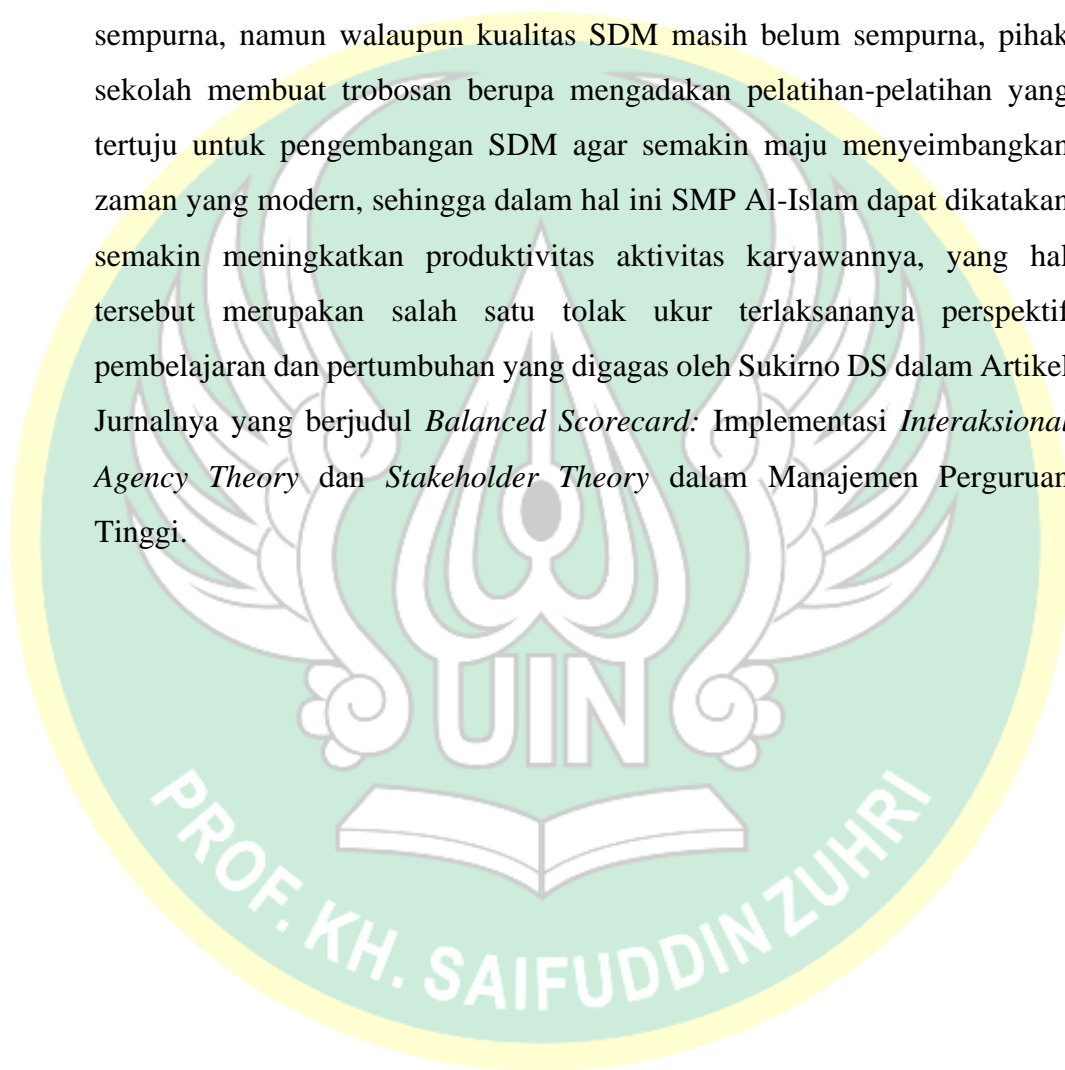 sempurna, namun walaupun kualitas SDM masih belum sempurna, pihak
sekolah membuat trobosan berupa mengadakan pelatihan-pelatihan yang
tertuju untuk pengembangan SDM agar semakin maju menyeimbangkan
zaman yang modern, sehingga dalam hal ini SMP Al-Islam dapat dikatakan
semakin meningkatkan produktivitas aktivitas karyawannya, yang hal
tersebut merupakan salah satu tolak ukur terlaksananya perspektif
pembelajaran dan pertumbuhan yang digagas oleh Sukirno DS dalam Artikel
Jurnalnya yang berjudul Balanced Scorecard: Implementasi Interaksional
Agency Theory dan Stakeholder Theory dalam Manajemen Perguruan
Tinggi.
UIN
PROF. KH. SAIFUDDIN ZUHRI